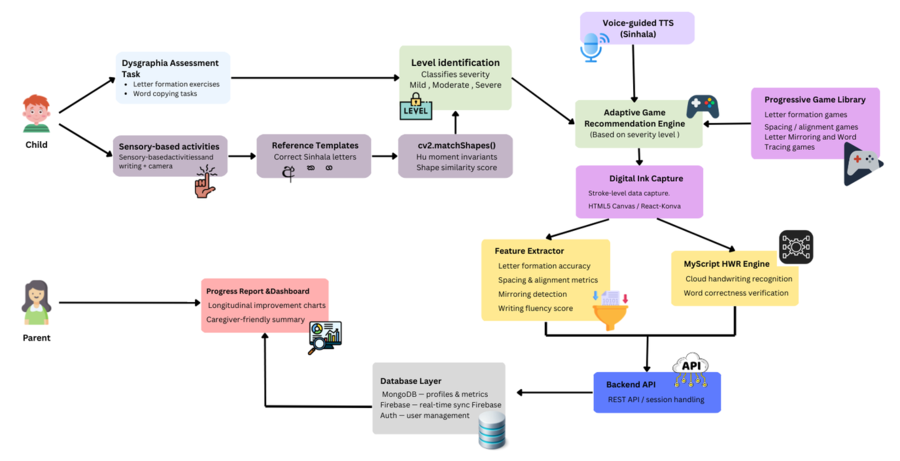 Voice-guided TTS
(Sinhala)
Dysgraphia Assessment
Task
• Letter formation exercises
• Word copying tasks
Level identification
Classifies severity
Mild , Moderate , Severe
LEVEL
Child
Adaptive Game
Recommendation Engine
(Based on severity level )
Progressive Game Library
Letter formation games
Spacing / alignment games
Letter Mirroring and Word
Tracing games
Sensory-based activities
Sensory-basedactivitiesand
writing + camera
Reference Templates
Correct Sinhala letters
cv2.matchShapes()
Hu moment invariants
Shape similarity score
Digital Ink Capture
Stroke-level data capture.
HTML5 Canvas / React-Konva
Feature Extractor
Letter formation accuracy
Spacing & alignment metrics
Mirroring detection
Writing fluency score
MyScript HWR Engine
Cloud handwriting recognition
Word correctness verification
Parent
Progress Report &Dashboard
Longitudinal improvement charts
Caregiver-friendly summary
Database Layer
MongoDB — profiles & metrics
Firebase — real-time sync Firebase
Auth — user management
API
Backend API
REST API / session handling